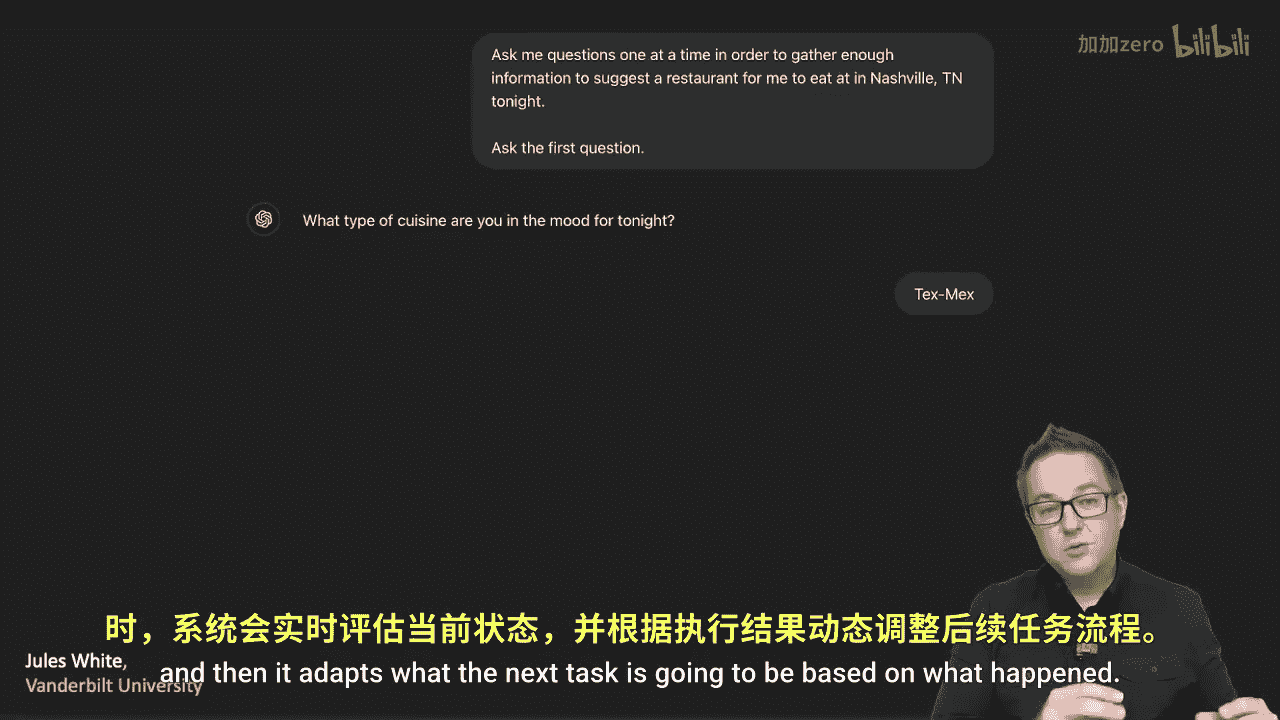 加加zero bilibili
Ask me questions one at a time in order to gather enough
information to suggest a restaurant for me to eat at in Nashville, TN
tonight.
Ask the first question.
What type of cuisine are you in the mood for tonight?
Tex-Mex
时，系统会实时评估当前状态，并根据执行结果动态调整后续任务流程。
Jules White,
Vanderbilt University
and then it adapts what the next task is going to be based on what happened.